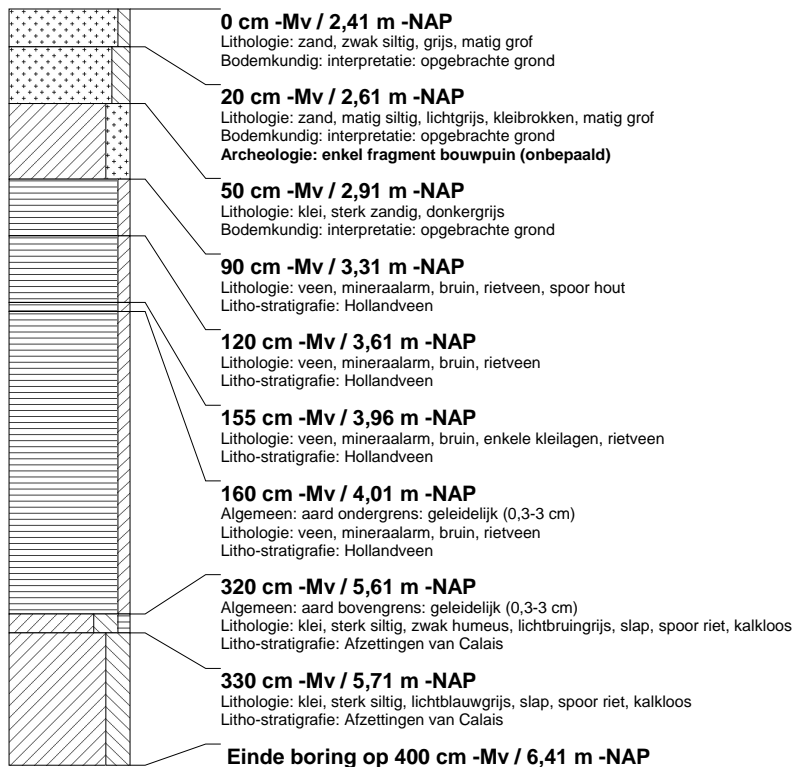 0 cm -Mv / 2,41 m -NAP
Lithologie: zand, zwak siltig, grijs, matig grof
Bodemkundig: interpretatie: opgebrachte grond
20 cm -Mv / 2,61 m -NAP
Lithologie: zand, matig siltig, lichtgrijs, kleibrokken, matig grof
Bodemkundig: interpretatie: opgebrachte grond
Archeologie: enkel fragment bouwpuin (onbepaald)
50 cm -Mv / 2,91 m -NAP
Lithologie: klei, sterk zandig, donkergrijs
Bodemkundig: interpretatie: opgebrachte grond
90 cm -Mv / 3,31 m -NAP
Lithologie: veen, mineraalarm, bruin, rietveen, spoor hout
Litho-stratigrafie: Hollandveen
120 cm -Mv / 3,61 m -NAP
Lithologie: veen, mineraalarm, bruin, rietveen
Litho-stratigrafie: Hollandveen
155 cm -Mv / 3,96 m -NAP
Lithologie: veen, mineraalarm, bruin, enkele kleilagen, rietveen
Litho-stratigrafie: Hollandveen
160 cm -Mv / 4,01 m -NAP
Algemeen: aard ondergrens: geleidelijk (0,3-3 cm)
Lithologie: veen, mineraalarm, bruin, rietveen
Litho-stratigrafie: Hollandveen
320 cm -Mv / 5,61 m -NAP
Algemeen: aard bovengrens: geleidelijk (0,3-3 cm)
Lithologie: klei, sterk siltig, zwak humeus, lichtbruingrijs, slap, spoor riet, kalkloos
Litho-stratigrafie: Afzettingen van Calais
330 cm -Mv / 5,71 m -NAP
Lithologie: klei, sterk siltig, lichtblauwgrijs, slap, spoor riet, kalkloos
Litho-stratigrafie: Afzettingen van Calais
Einde boring op 400 cm -Mv / 6,41 m -NAP